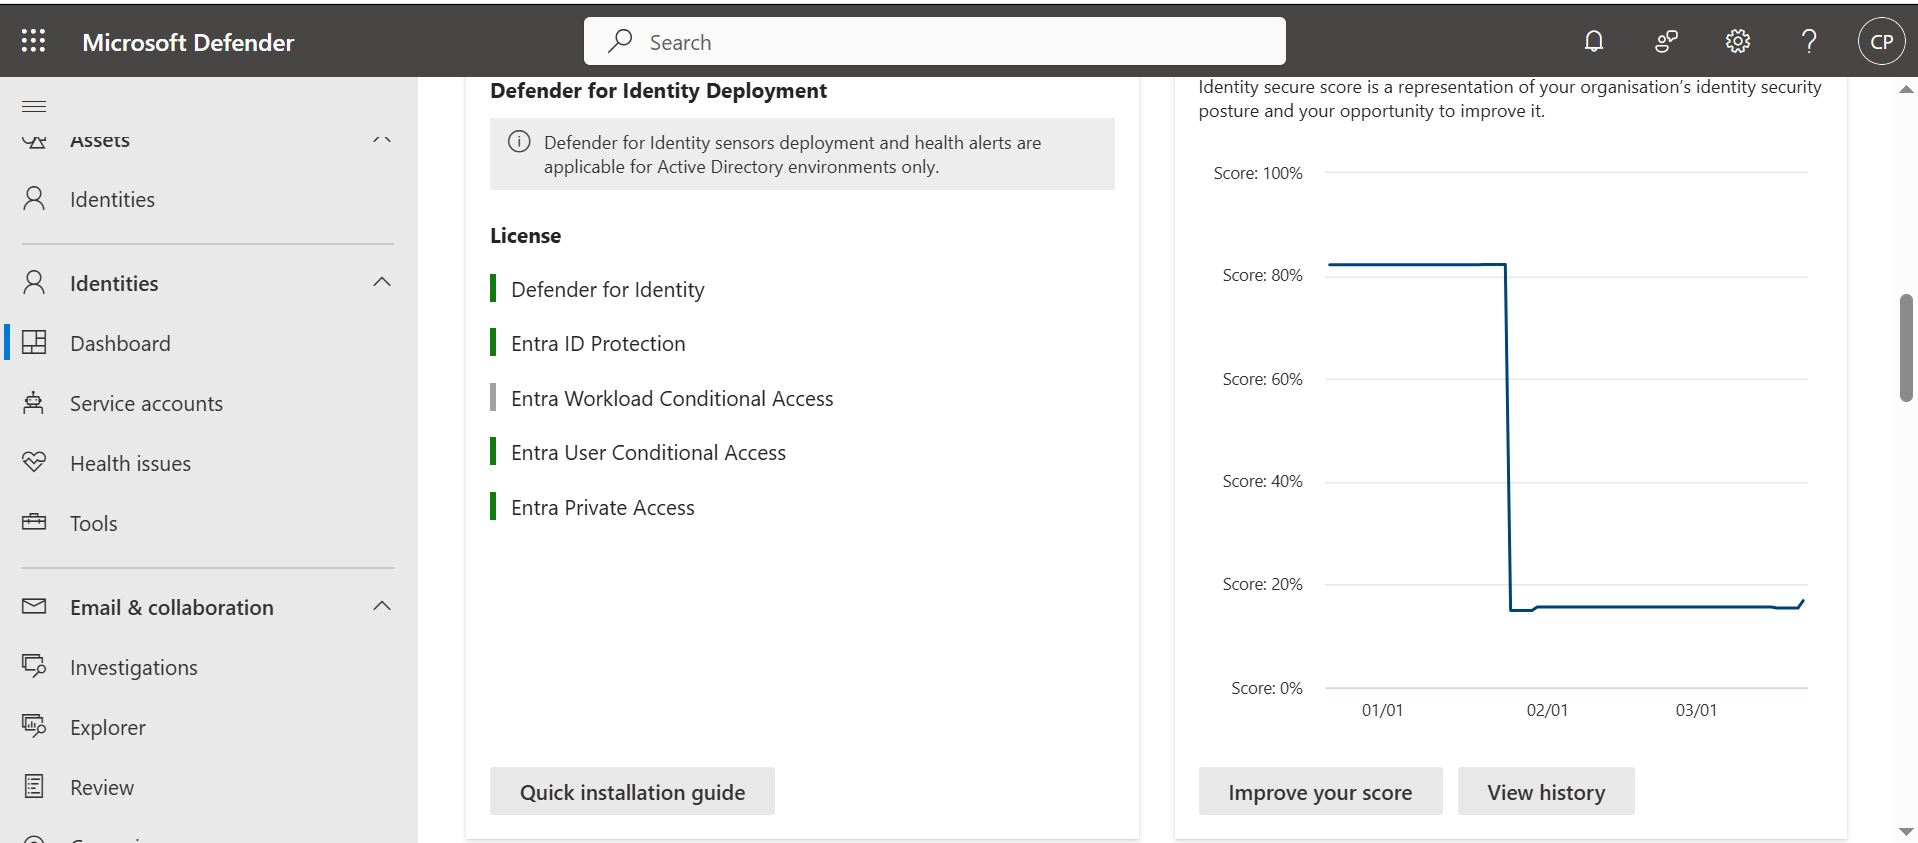 Microsoft Defender
Search
CP
Assets
Identities
Identities
Dashboard
Service accounts
Health issues
Tools
Email & collaboration
Investigations
Explorer
Review
Defender for Identity Deployment
Defender for Identity sensors deployment and health alerts are
applicable for Active Directory environments only.
License
Defender for Identity
Entra ID Protection
Entra Workload Conditional Access
Entra User Conditional Access
Entra Private Access
Quick installation guide
Identity secure score is a representation of your organisation's identity security
posture and your opportunity to improve it.
Score: 100%
Score: 80%
Score: 60%
Score: 40%
Score: 20%
Score: 0%
01/01
02/01
03/01
Improve your score
View history